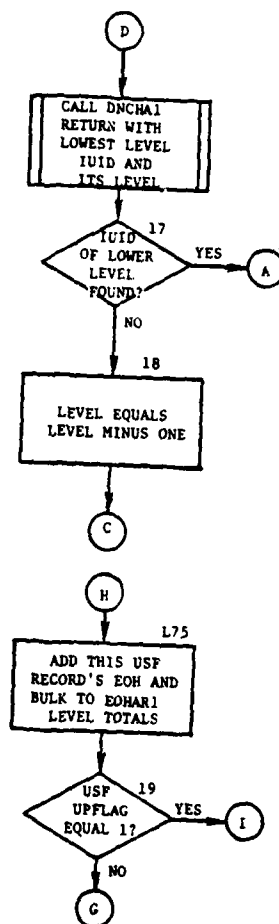 D
CALL DNCHA1
RETURN WITH
LOWEST LEVEL
IUID AND
ITS LEVEL
17
IUID
OF LOWER
LEVEL
FOUND?
YES
A
NO
18
LEVEL EQUALS
LEVEL MINUS ONE
C
H
L75
ADD THIS USF
RECORD'S EOH AND
BULK TO EOHAR1
LEVEL TOTALS
19
USF
UPFLAG
EQUAL 1?
YES
I
NO
G